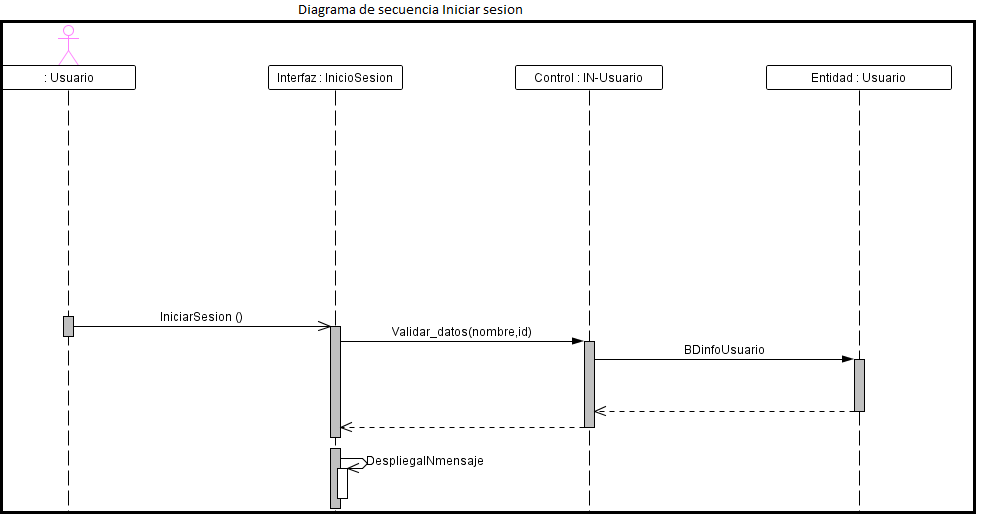 Diagrama de secuencia Iniciar sesion
: Usuario
Interfaz : InicioSesion
Control : IN-Usuario
Entidad : Usuario
IniciarSesion ()
Validar_datos(nombre,id)
BDinfoUsuario
DespliegaINmensaje